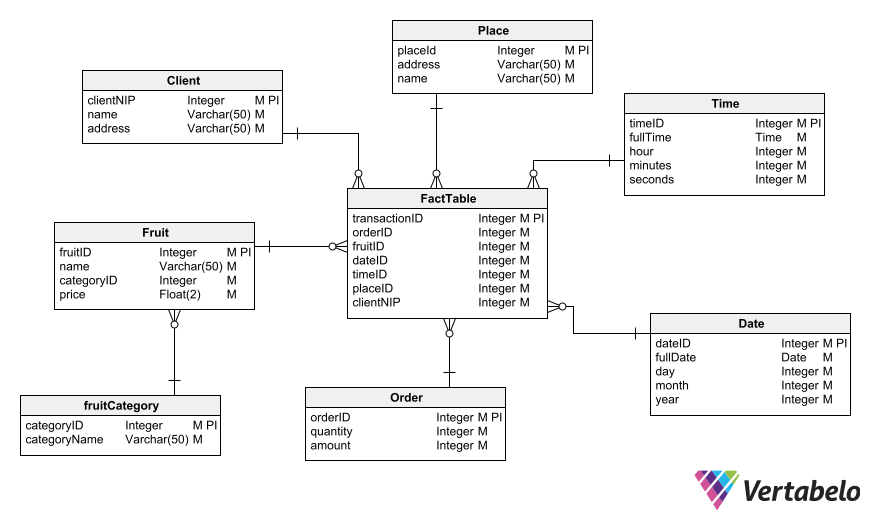 Place
placeId Integer M PI
address Varchar(50) M
name Varchar(50) M
Client
clientNIP Integer M PI
name Varchar(50) M
address Varchar(50) M
Time
timeID Integer M PI
fullTime Time M
hour Integer M
minutes Integer M
seconds Integer M
FactTable
transactionID Integer M PI
orderID Integer M
fruitID Integer M
dateID Integer M
timeID Integer M
placeID Integer M
clientNIP Integer M
Fruit
fruitID Integer M PI
name Varchar(50) M
categoryID Integer M
price Float(2) M
Date
dateID Integer M PI
fullDate Date M
day Integer M
month Integer M
year Integer M
fruitCategory
categoryID Integer M PI
categoryName Varchar(50) M
Order
orderID Integer M PI
quantity Integer M
amount Integer M
Vertabelo